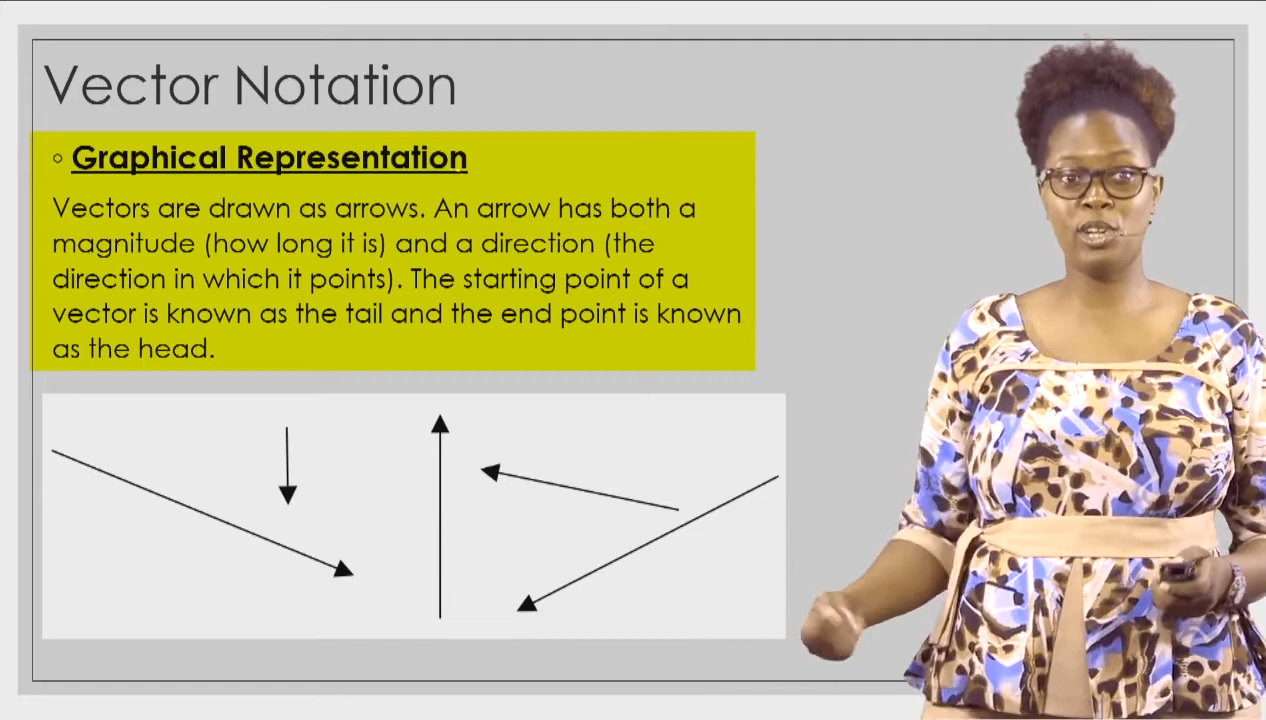 Vector Notation
◦ Graphical Representation
Vectors are drawn as arrows. An arrow has both a
magnitude (how long it is) and a direction (the
direction in which it points). The starting point of a
vector is known as the tail and the end point is known
as the head.